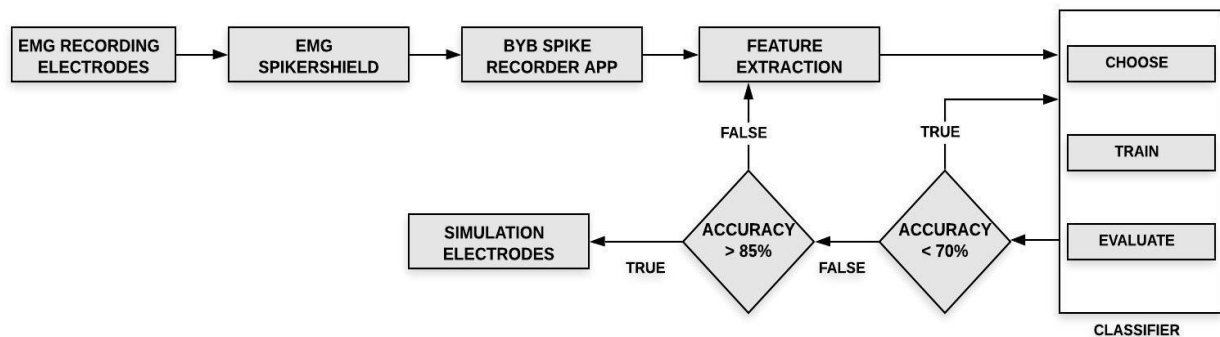 EMG RECORDING
ELECTRODES
EMG
SPIKERSHIELD
BYB SPIKE
RECORDER APP
FEATURE
EXTRACTION
CHOOSE
TRAIN
EVALUATE
CLASSIFIER
TRUE
ACCURACY
< 70%
FALSE
FALSE
ACCURACY
> 85%
TRUE
SIMULATION
ELECTRODES